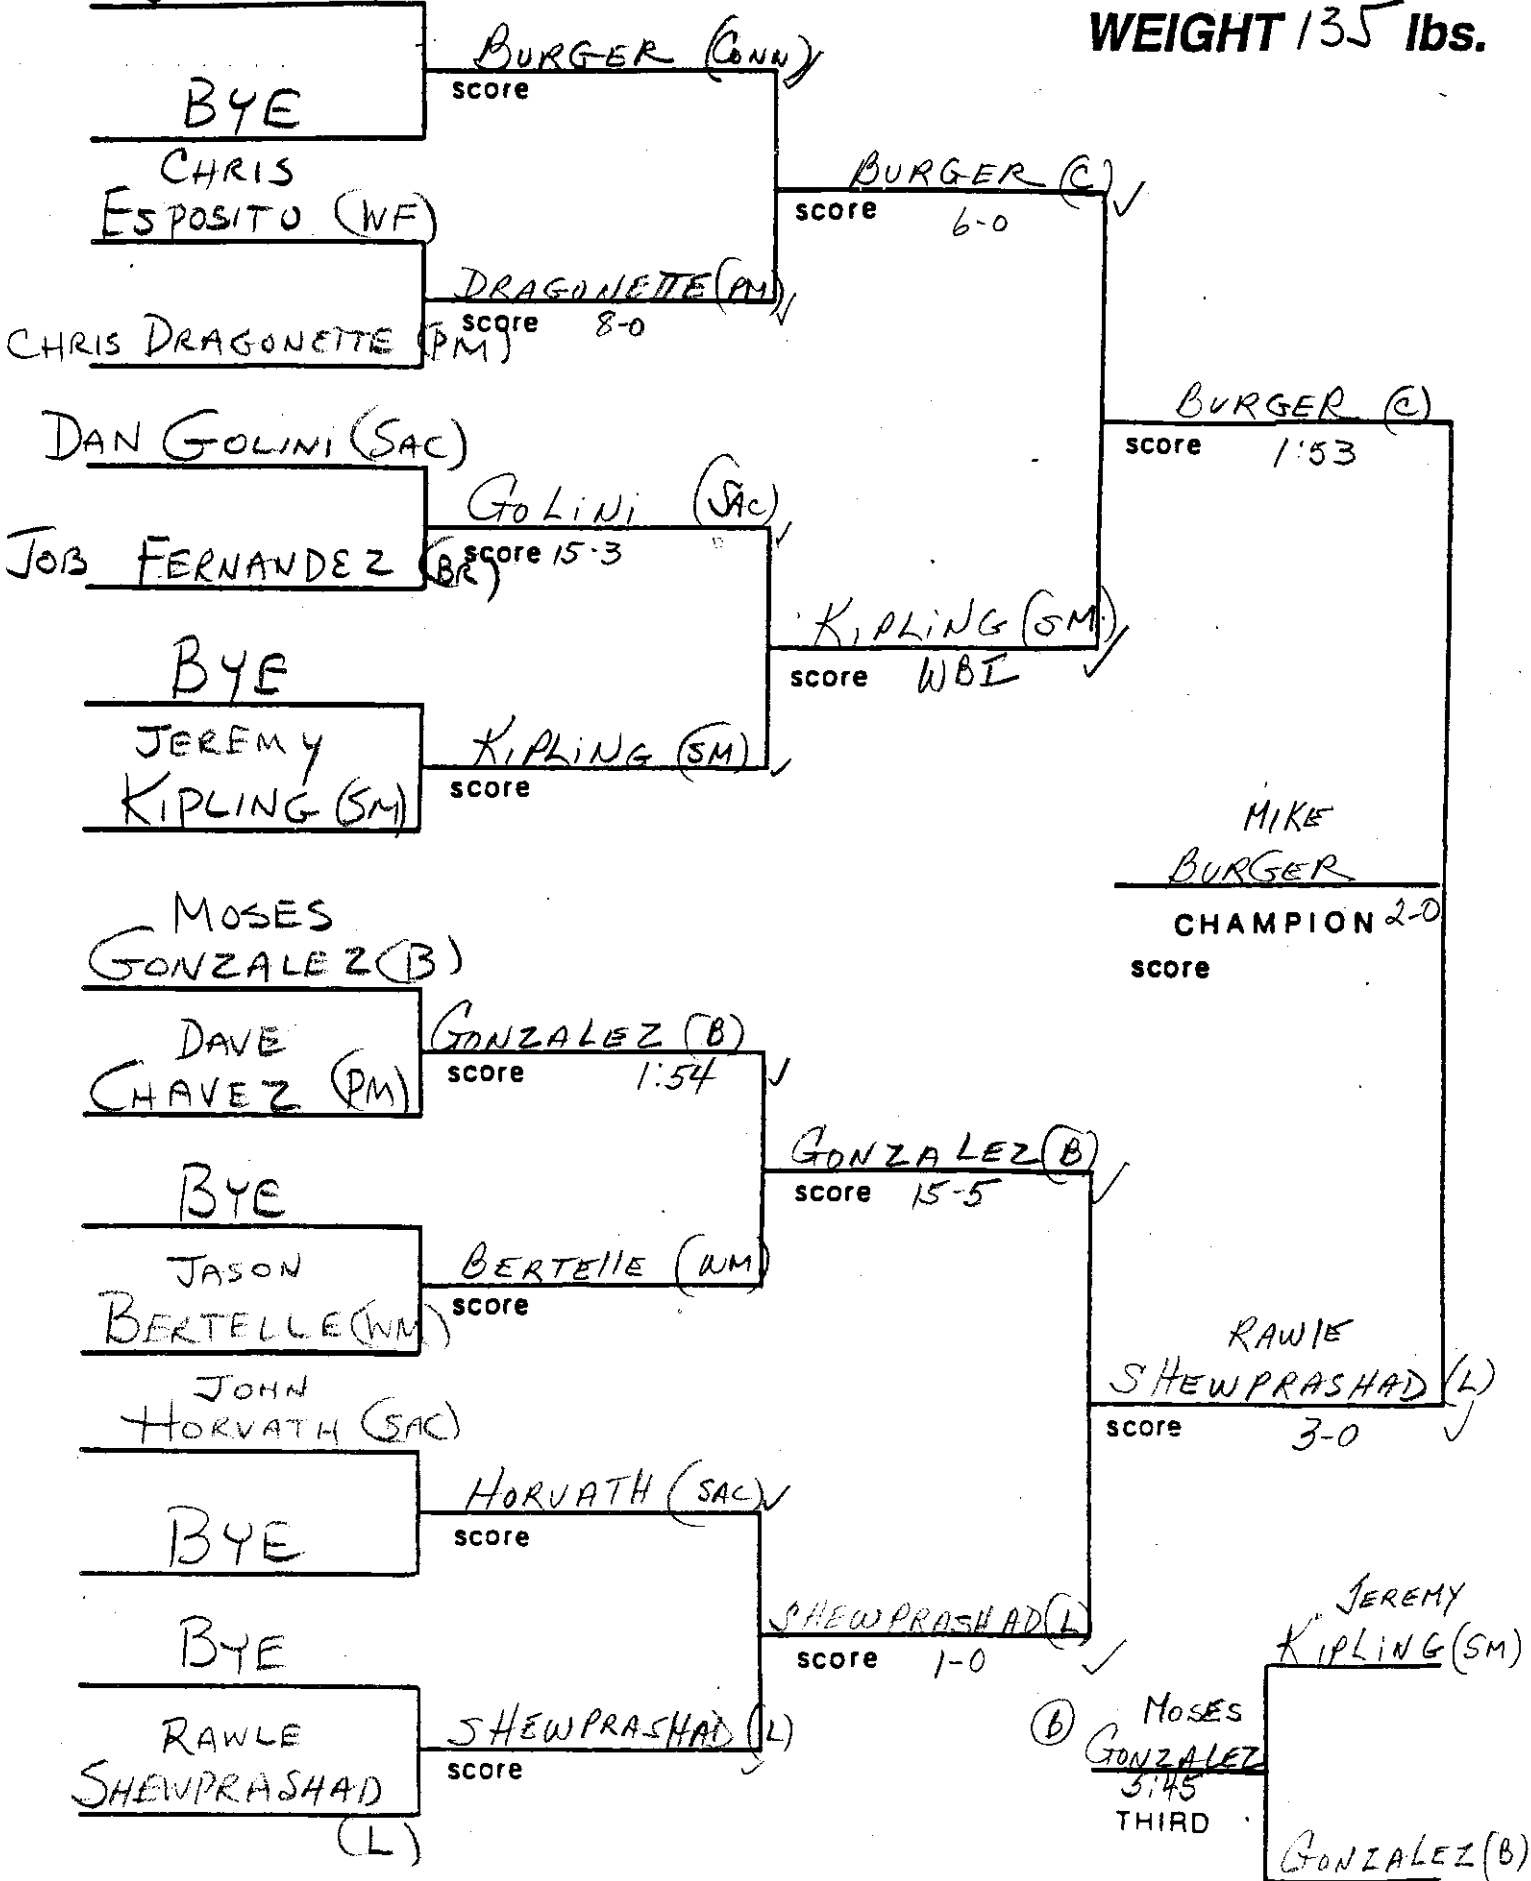 WEIGHT 135 lbs.
BURGER (CONN)
score
BYE
CHRIS
ESPOSITO (WF)
BURGER (C)
score 6-0
DRAGONETTE (PM)
score 8-0
CHRIS DRAGONETTE (PM)
BURGER (C)
score 1:53
DAN GOLINI (SAC)
GOLINI (SAC)
score 15-3
JOB FERNANDEZ (BR)
KIPLING (SM)
score WBI
BYE
JEREMY
KIPLING (SM)
KIPLING (SM)
score
MIKE
BURGER
CHAMPION 2-0
score
MOSES
GONZALEZ (B)
DAVE
CHAVEZ (PM)
GONZALEZ (B)
score 1:54
GONZALEZ (B)
score 15-5
BYE
JASON
BERTELLE (WM)
BERTElLE (WM)
score
RAWlE
SHEWPRASHAD (L)
score 3-0
JOHN
HORVATH (SAC)
HORVATH (SAC)
score
BYE
SHEWPRASHAD (L)
score 1-0
BYE
RAWLE
SHEWPRASHAD
(L)
SHEWPRASHAD (L)
score
JEREMY
KIPLING (SM)
(B) MOSES
GONZALEZ
5:45
THIRD
GONZALEZ (B)